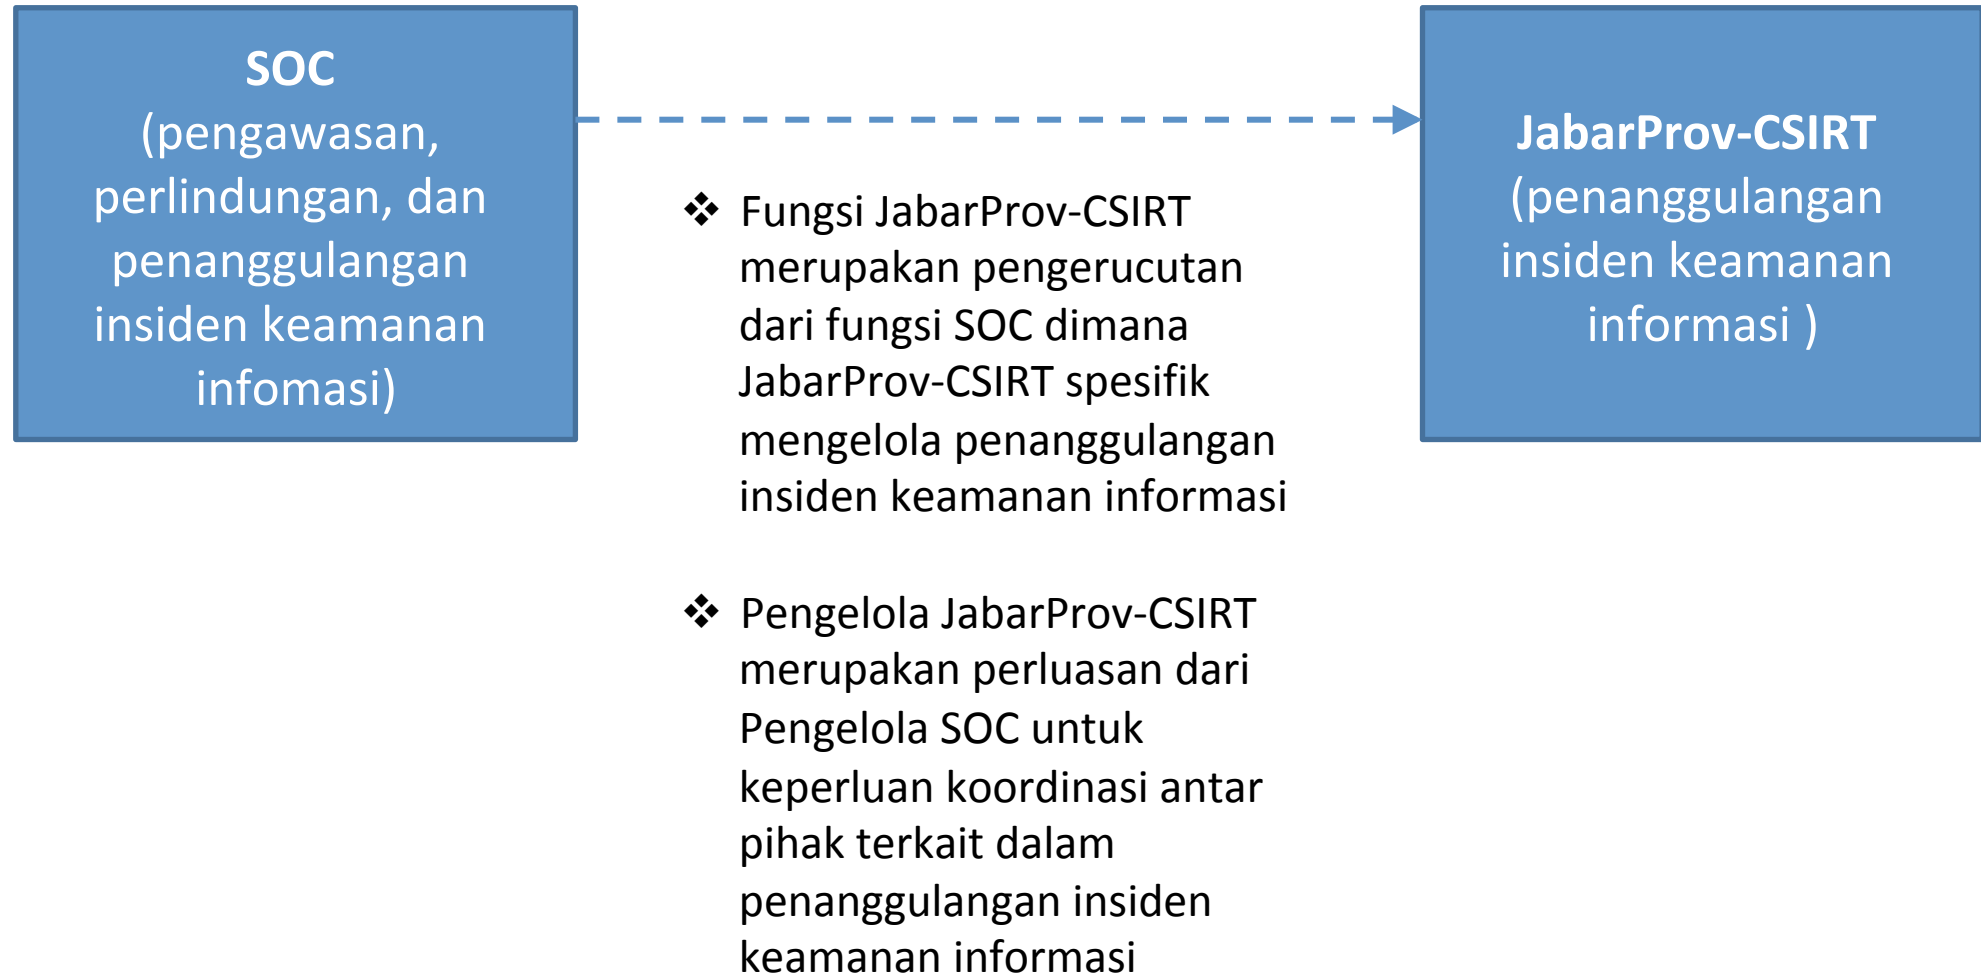 SOC
(pengawasan,
perlindungan, dan
penanggulangan
insiden keamanan
infomasi)
❖ Fungsi JabarProv-CSIRT
merupakan pengerucutan
dari fungsi SOC dimana
JabarProv-CSIRT spesifik
mengelola penanggulangan
insiden keamanan informasi
❖ Pengelola JabarProv-CSIRT
merupakan perluasan dari
Pengelola SOC untuk
keperluan koordinasi antar
pihak terkait dalam
penanggulangan insiden
keamanan informasi
JabarProv-CSIRT
(penanggulangan
insiden keamanan
informasi )